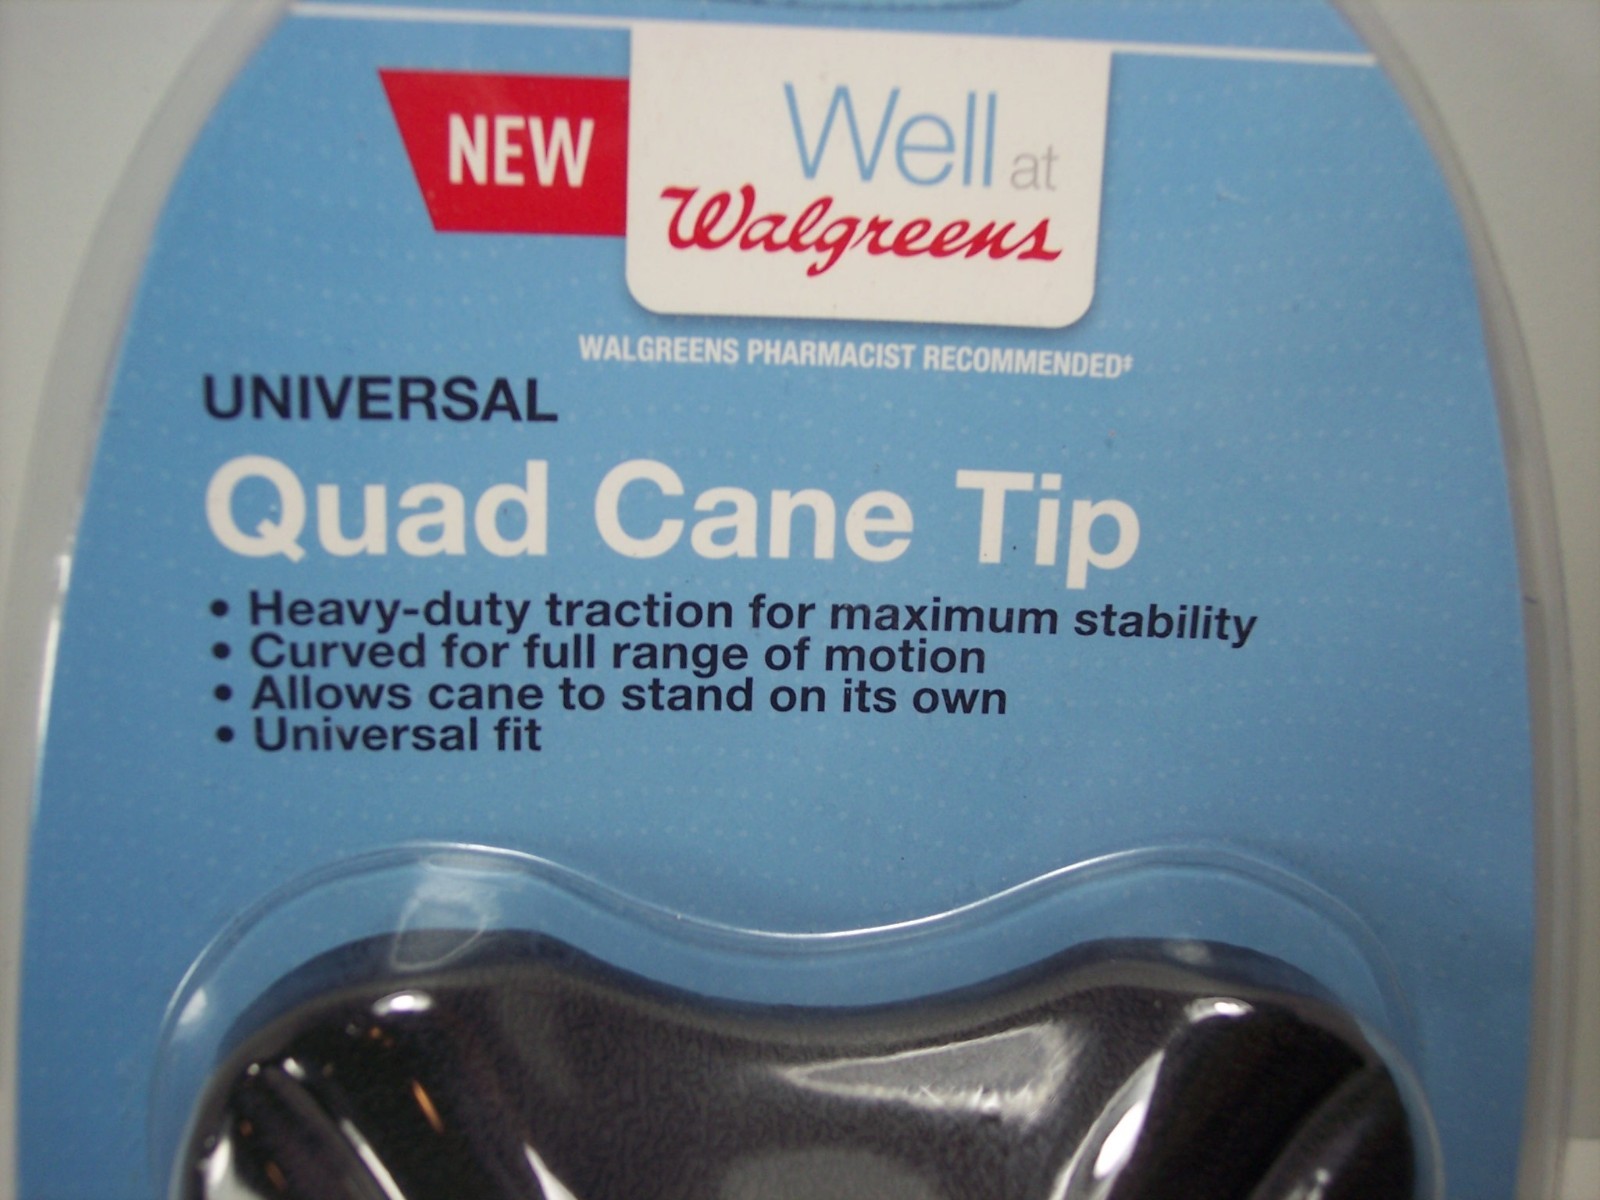 NEW
Well at
Walgreens
WALGREENS PHARMACIST RECOMMENDED‡
UNIVERSAL
Quad Cane Tip
• Heavy-duty traction for maximum stability
• Curved for full range of motion
• Allows cane to stand on its own
• Universal fit